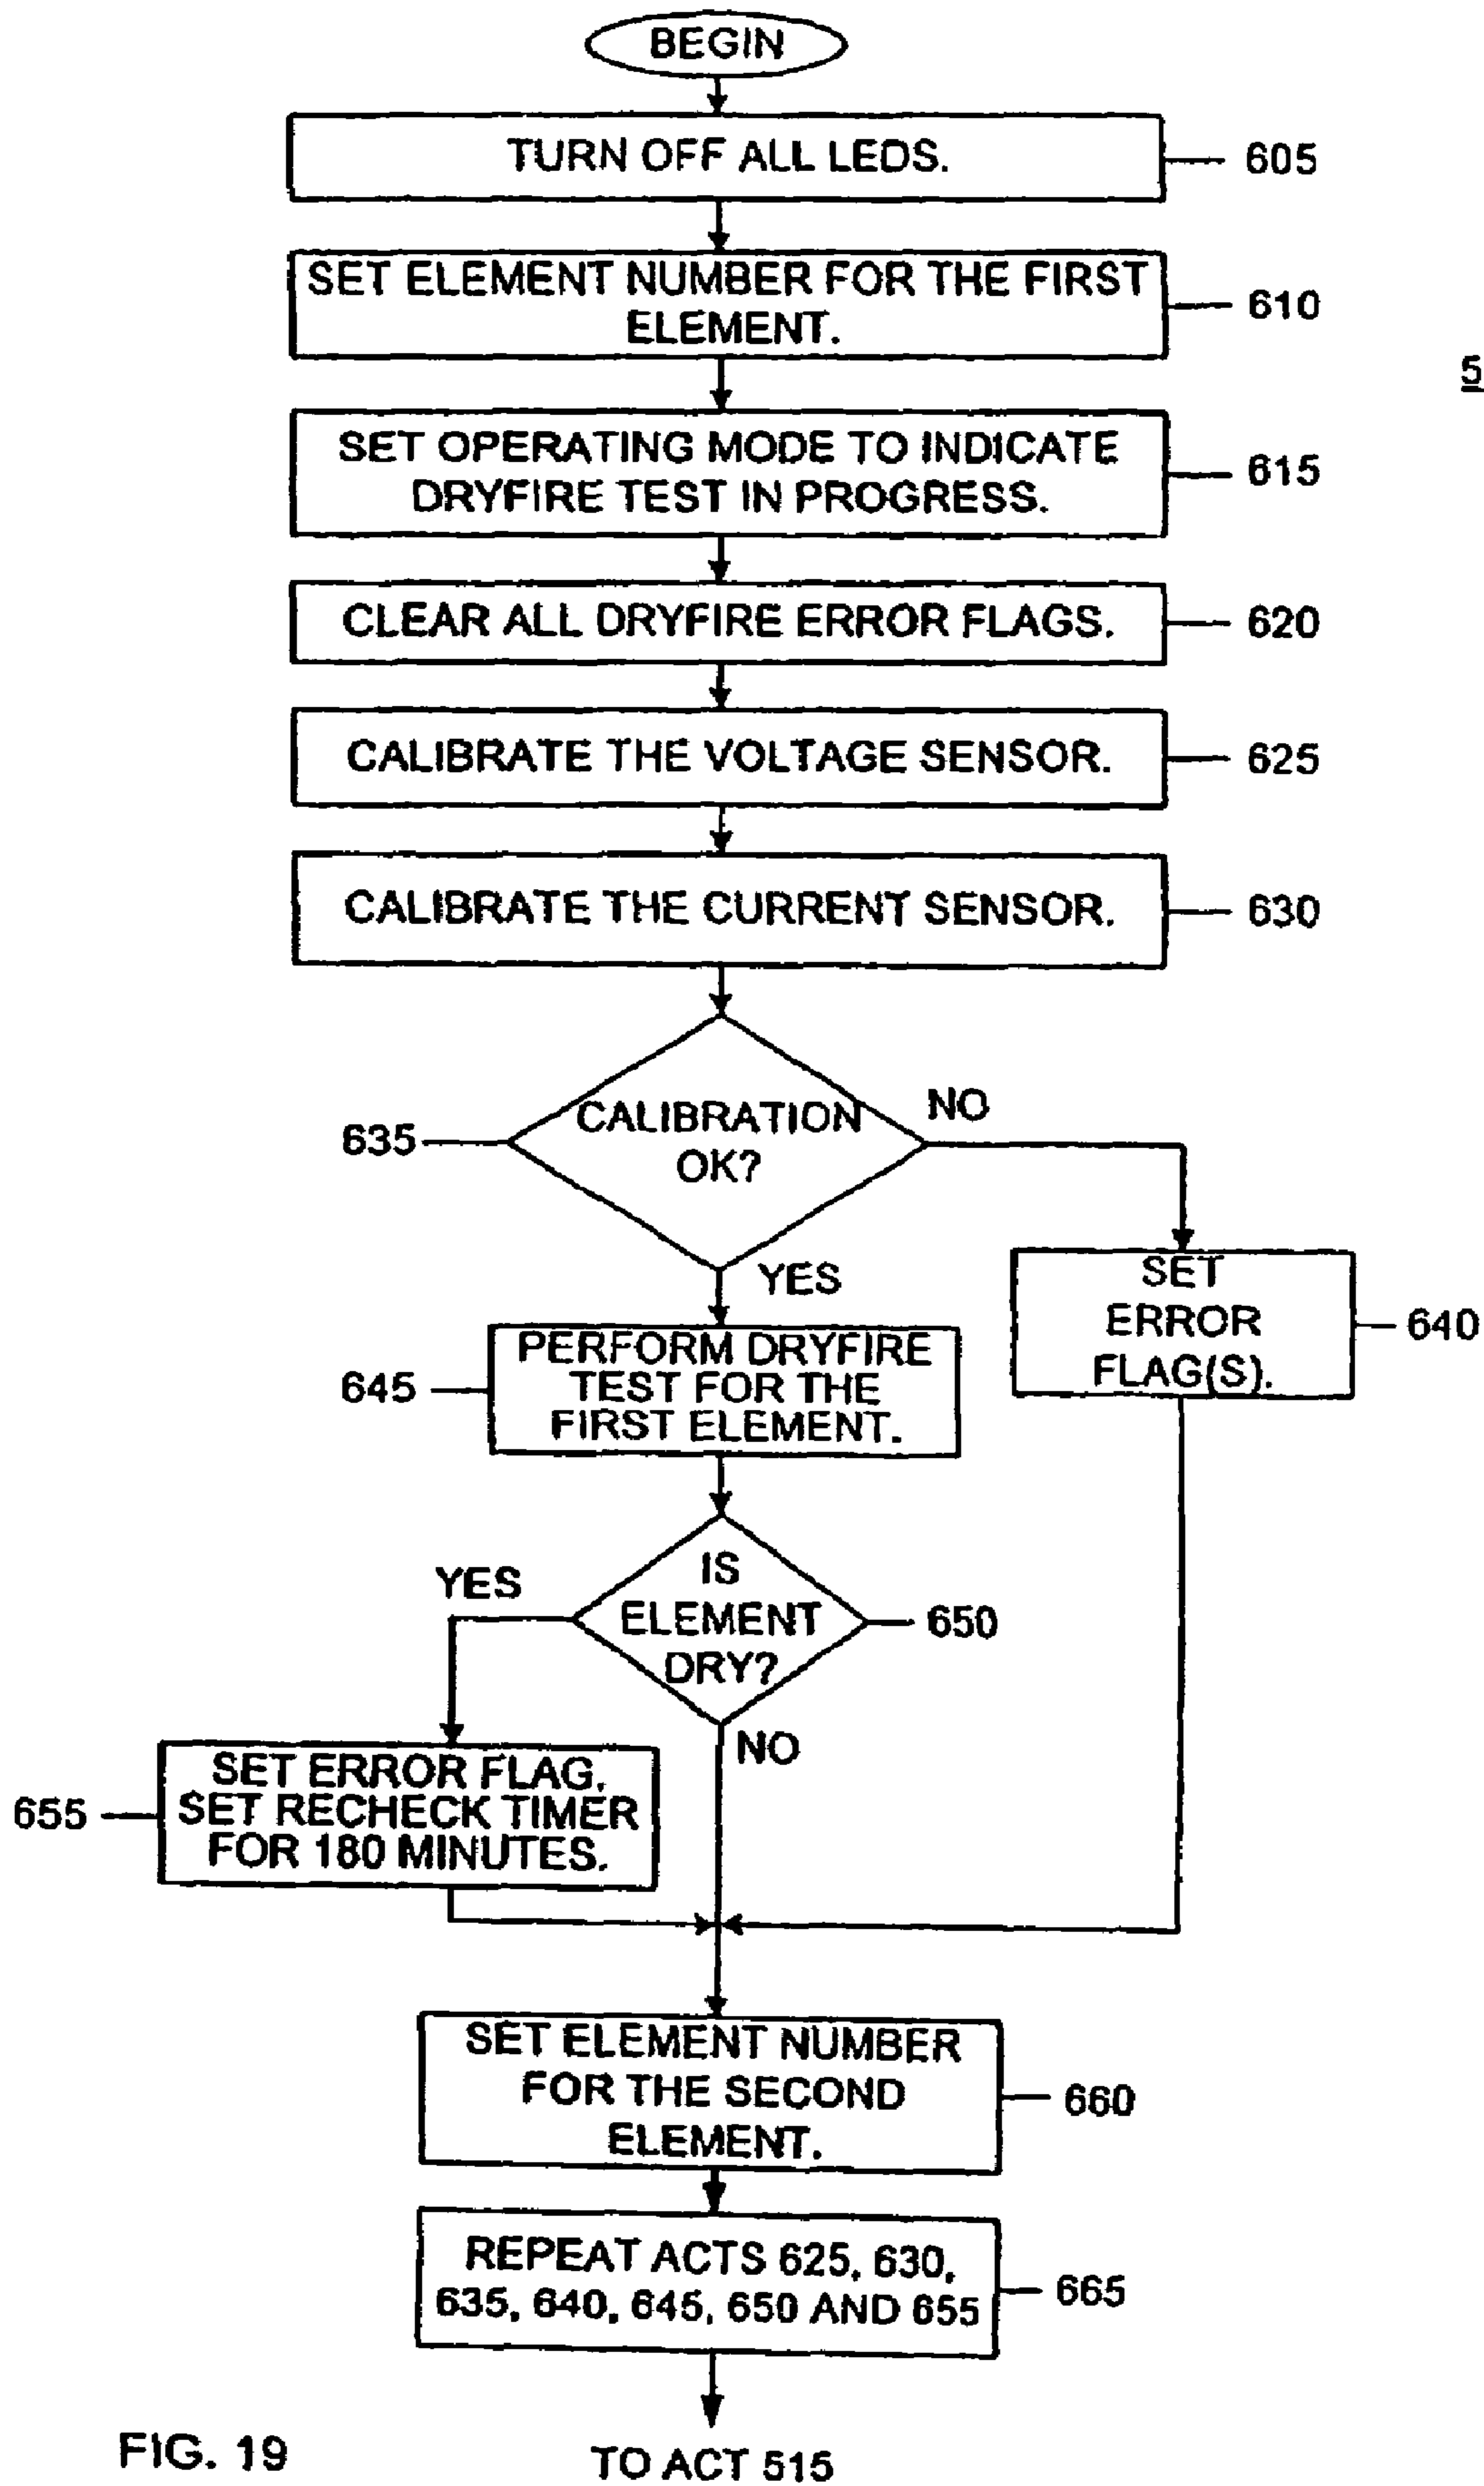 BEGIN
TURN OFF ALL LEDS.
605
SET ELEMENT NUMBER FOR THE FIRST
ELEMENT.
610
5
SET OPERATING MODE TO INDICATE
DRYFIRE TEST IN PROGRESS.
615
CLEAR ALL DRYFIRE ERROR FLAGS.
620
CALIBRATE THE VOLTAGE SENSOR.
625
CALIBRATE THE CURRENT SENSOR.
630
635
CALIBRATION
OK?
NO
YES
SET
ERROR
FLAG(S).
640
645
PERFORM DRYFIRE
TEST FOR THE
FIRST ELEMENT.
YES
IS
ELEMENT
DRY?
650
NO
655
SET ERROR FLAG.
SET RECHECK TIMER
FOR 180 MINUTES.
SET ELEMENT NUMBER
FOR THE SECOND
ELEMENT.
660
REPEAT ACTS 625, 630,
635, 640, 645, 650 AND 655
665
FIG. 19
TO ACT 515